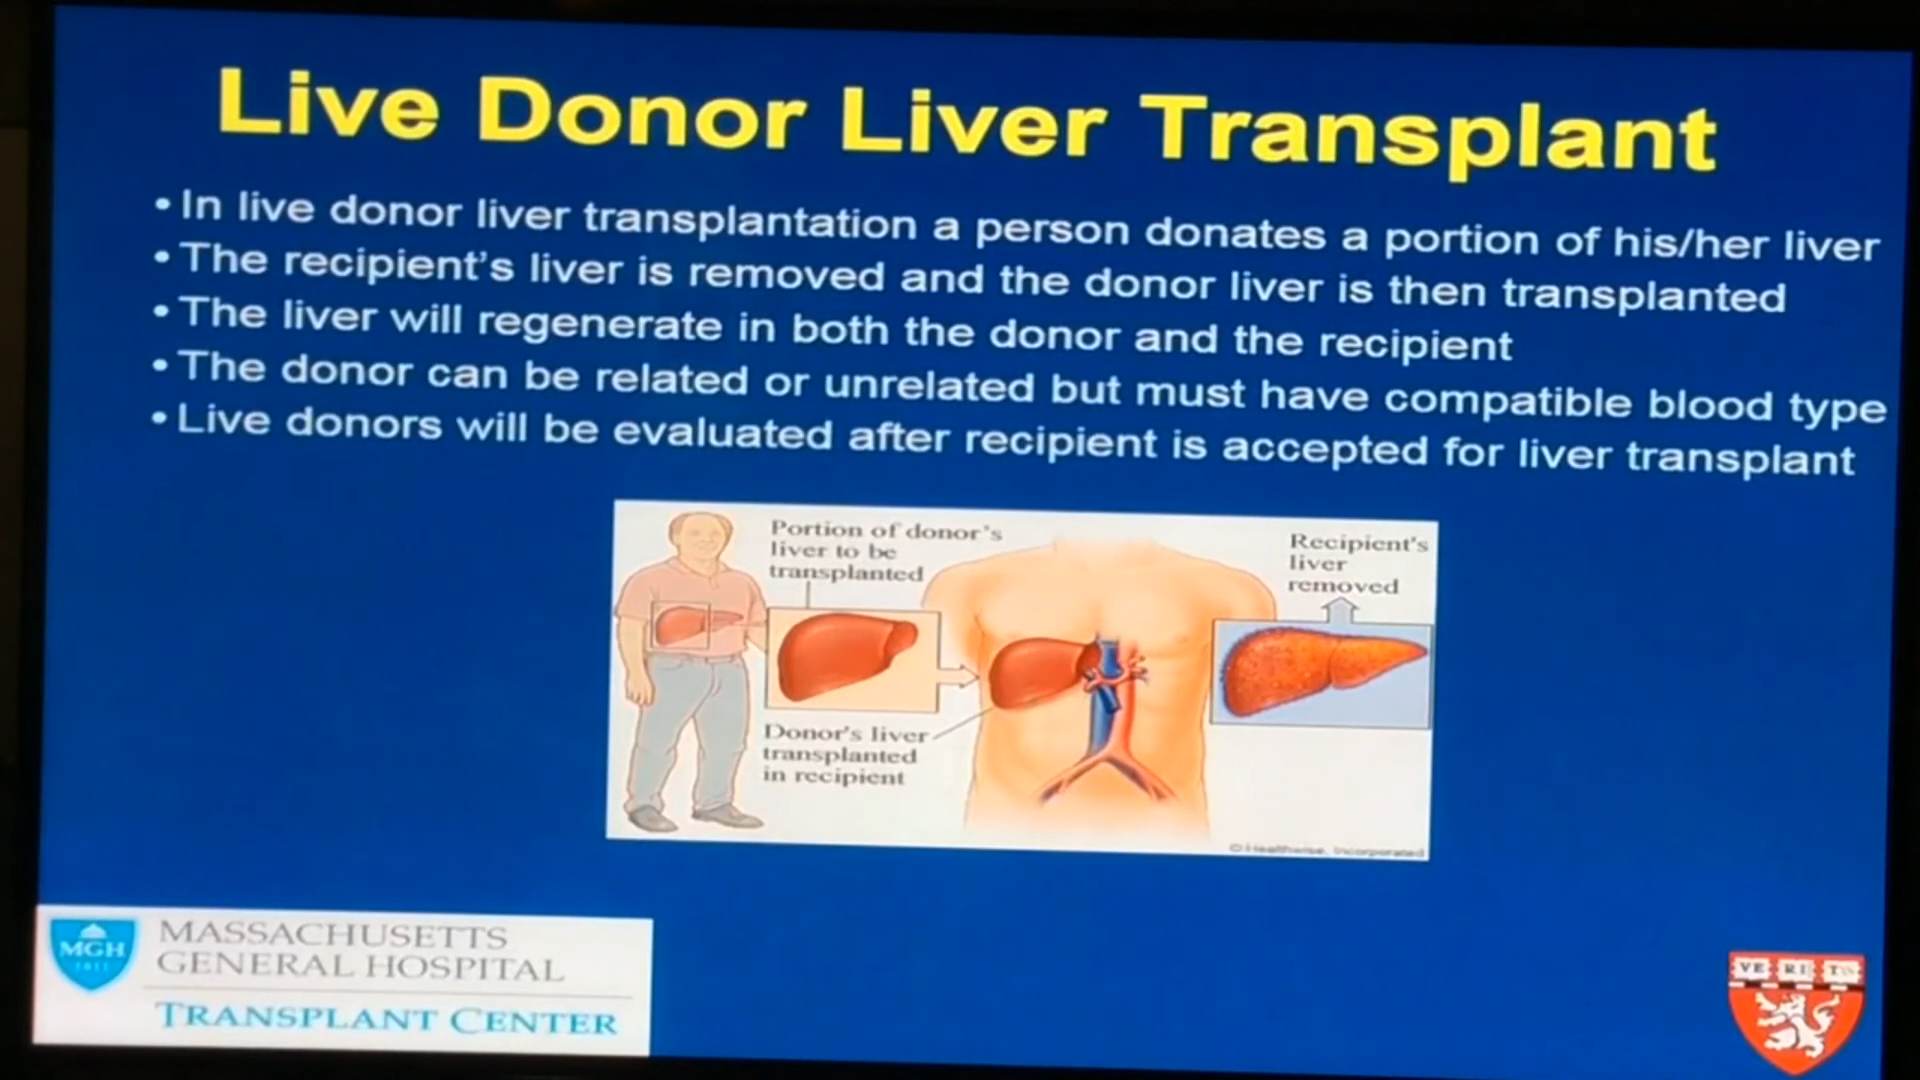 Live Donor Liver Transplant
• In live donor liver transplantation a person donates a portion of his/her liver
• The recipient's liver is removed and the donor liver is then transplanted
• The liver will regenerate in both the donor and the recipient
• The donor can be related or unrelated but must have compatible blood type
• Live donors will be evaluated after recipient is accepted for liver transplant
Portion of donor's
liver to be
transplanted
Recipient's
liver
removed
Donor's liver
transplanted
in recipient
© Healthwise, Incorporated
MGH
1811
MASSACHUSETTS
GENERAL HOSPITAL
TRANSPLANT CENTER
VE RI